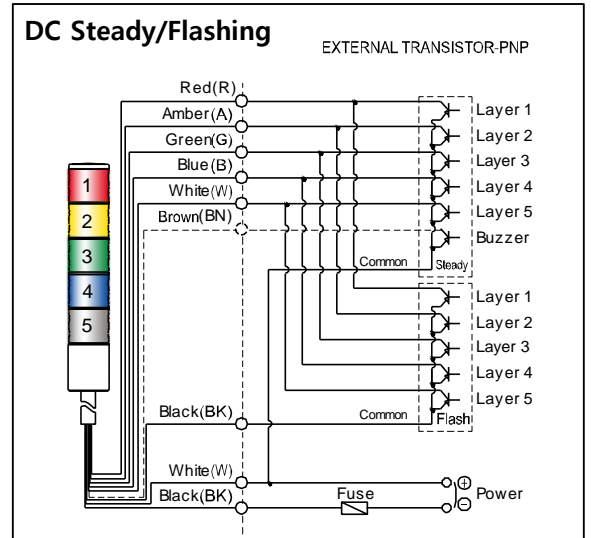 DC Steady/Flashing
EXTERNAL TRANSISTOR-PNP
Red(R)
Amber(A)
Green(G)
Blue(B)
White(W)
Brown(BN)
Layer 1
Layer 2
Layer 3
Layer 4
Layer 5
Buzzer
Common
Steady
1
2
3
4
5
Layer 1
Layer 2
Layer 3
Layer 4
Layer 5
Black(BK)
Common
Flash
White(W)
Black(BK)
Fuse
+
-
Power